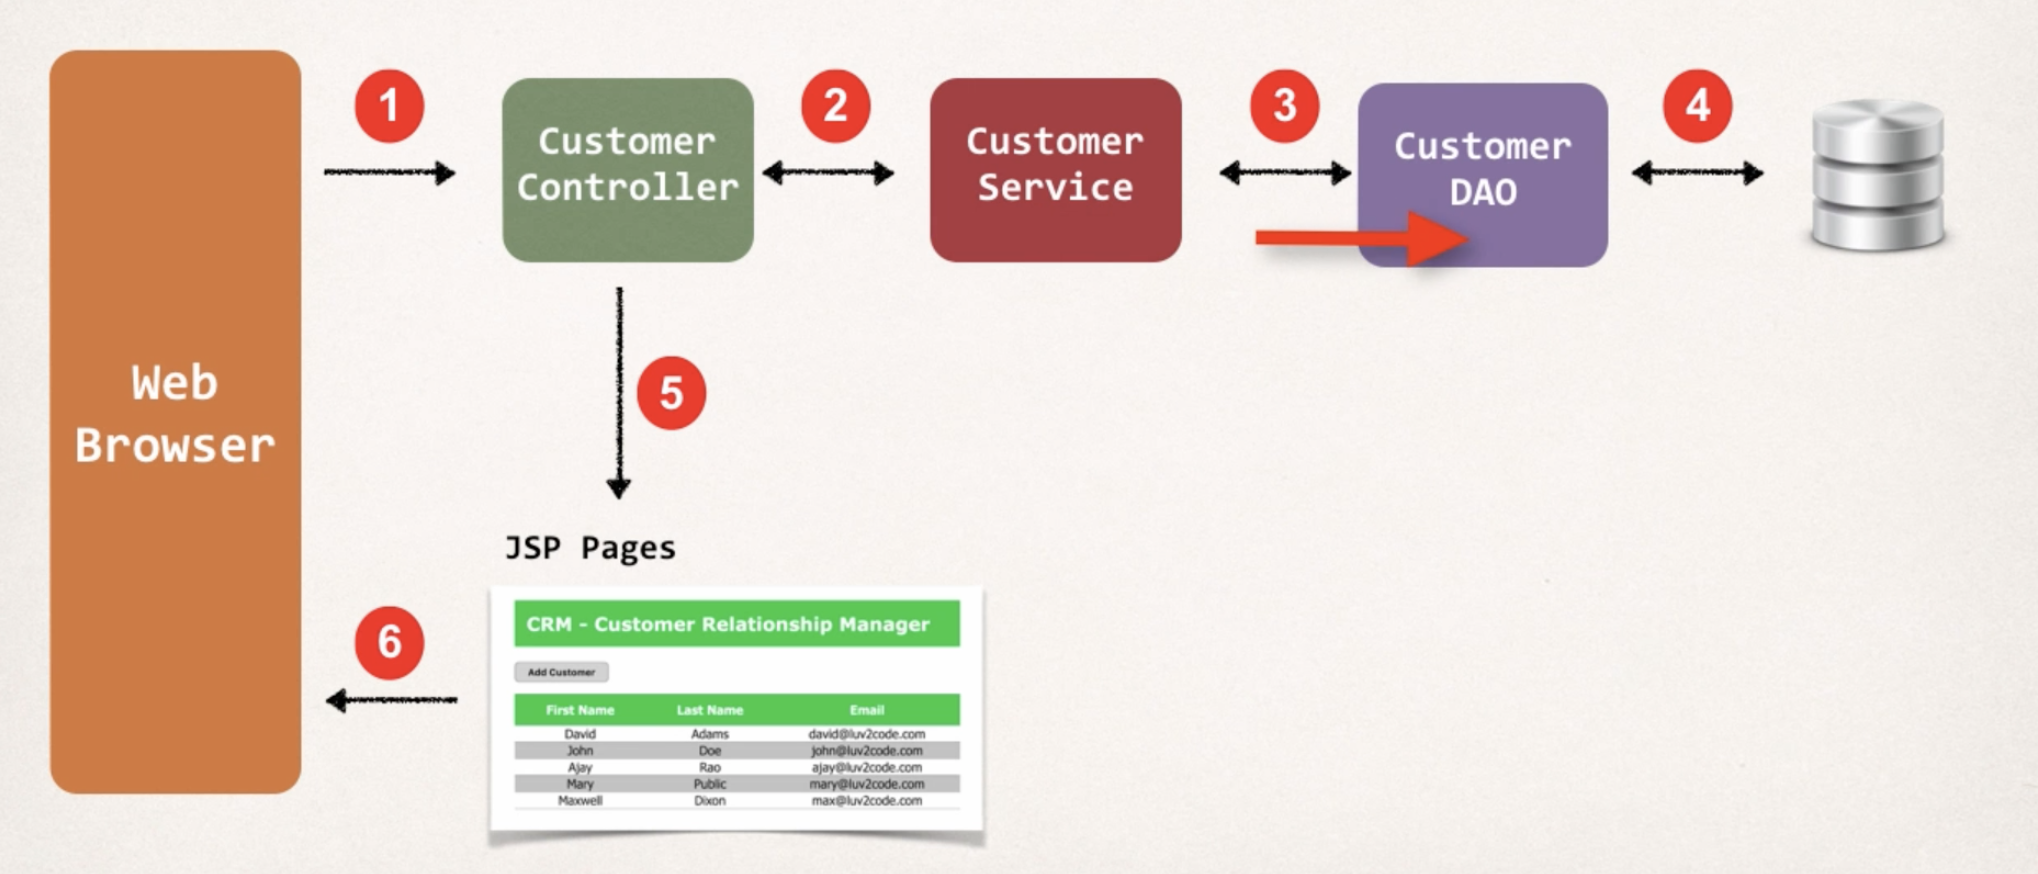 1
2
3
4
Customer
Controller
Customer
Service
Customer
DAO
Web
Browser
5
JSP Pages
6
CRM - Customer Relationship Manager
Add Customer
First Name Last Name Email
David Adams david@luv2code.com
John Doe john@luv2code.com
Ajay Rao ajay@luv2code.com
Mary Public mary@luv2code.com
Maxwell Dixon max@luv2code.com